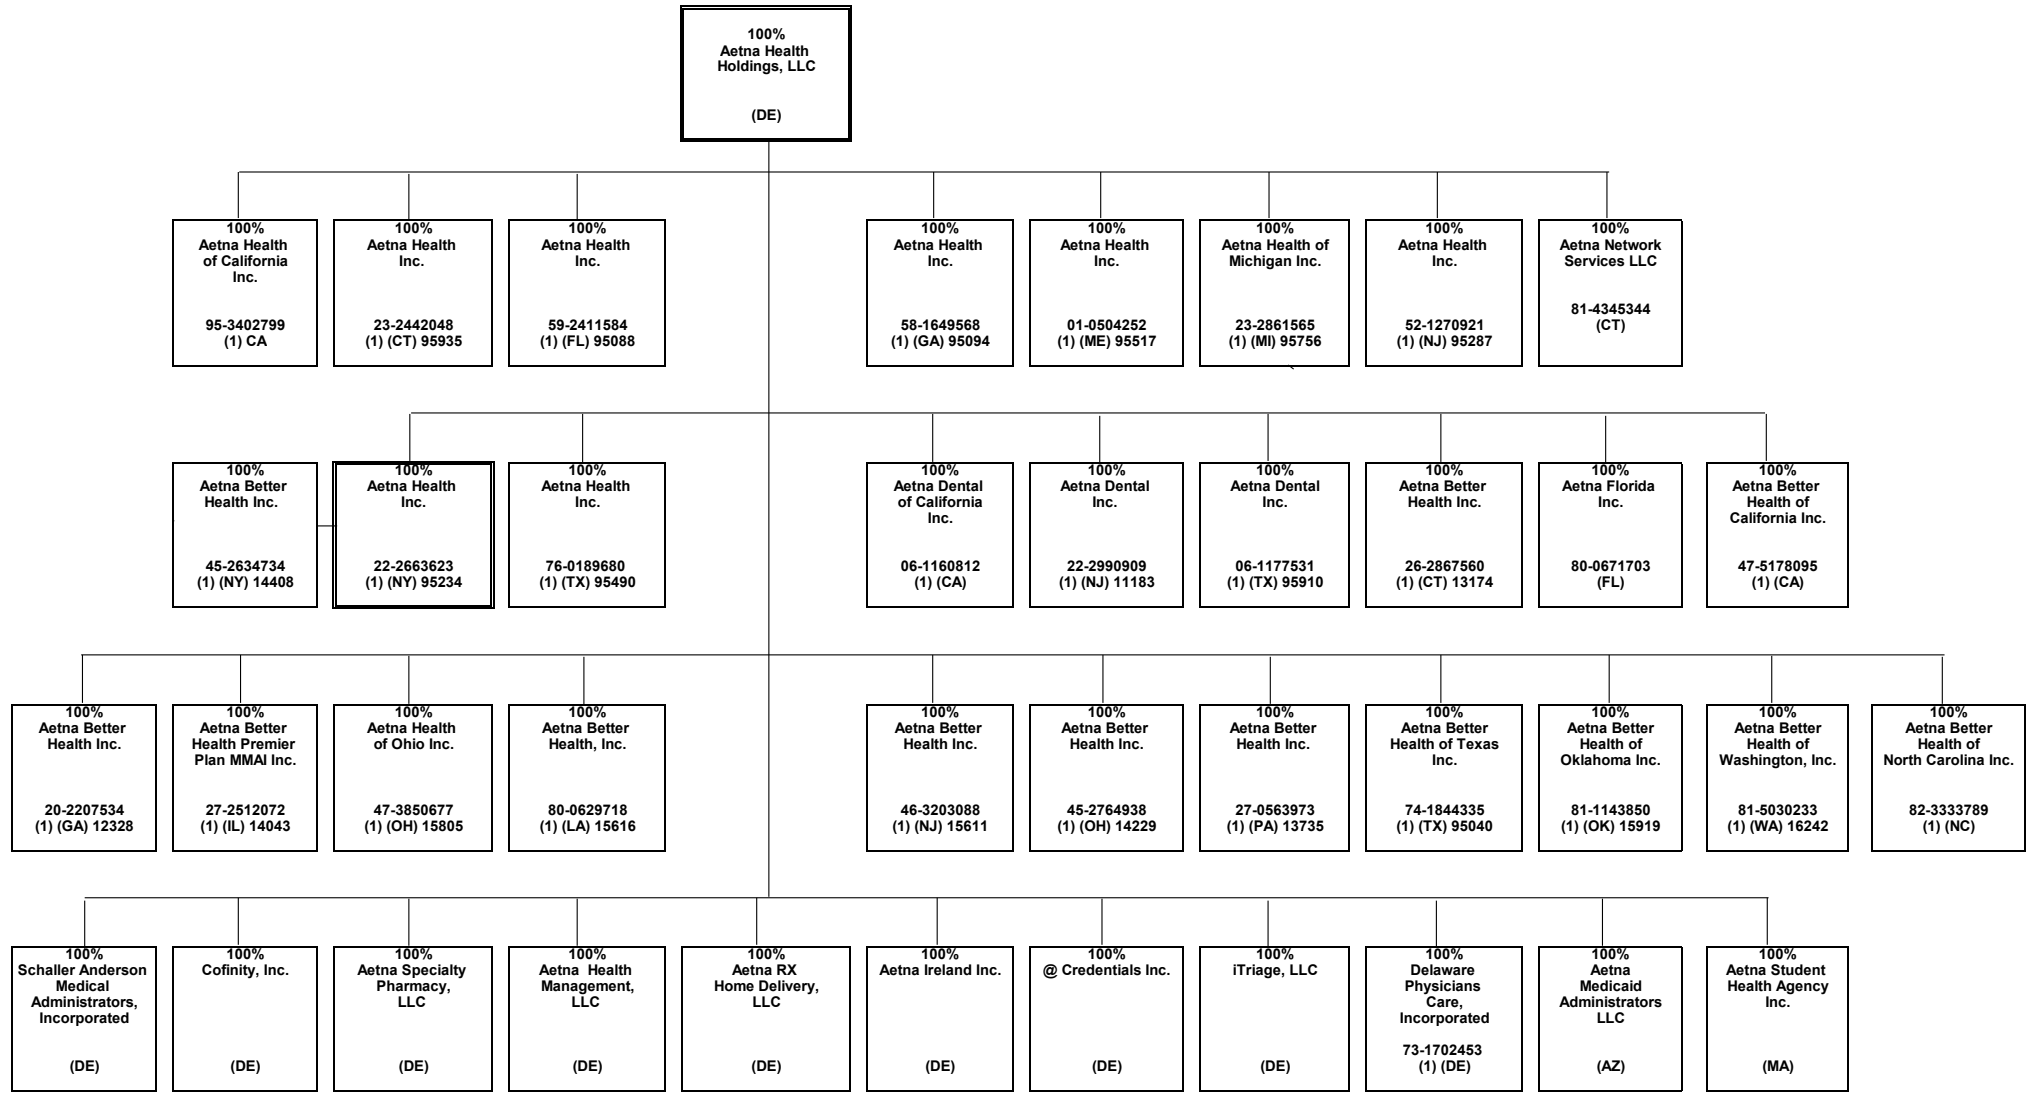 100%
Aetna Health
Holdings, LLC
(DE)
100%
Aetna Health
of California
Inc.
95-3402799
(1) CA
100%
Aetna Health
Inc.
23-2442048
(1) (CT) 95935
100%
Aetna Health
Inc.
59-2411584
(1) (FL) 95088
100%
Aetna Health
Inc.
58-1649568
(1) (GA) 95094
100%
Aetna Health
Inc.
01-0504252
(1) (ME) 95517
100%
Aetna Health of
Michigan Inc.
23-2861565
(1) (MI) 95756
100%
Aetna Health
Inc.
52-1270921
(1) (NJ) 95287
100%
Aetna Network
Services LLC
81-4345344
(CT)
100%
Aetna Better
Health Inc.
45-2634734
(1) (NY) 14408
100%
Aetna Health
Inc.
22-2663623
(1) (NY) 95234
100%
Aetna Health
Inc.
76-0189680
(1) (TX) 95490
100%
Aetna Dental
of California
Inc.
06-1160812
(1) (CA)
100%
Aetna Dental
Inc.
22-2990909
(1) (NJ) 11183
100%
Aetna Dental
Inc.
06-1177531
(1) (TX) 95910
100%
Aetna Better
Health Inc.
26-2867560
(1) (CT) 13174
100%
Aetna Florida
Inc.
80-0671703
(FL)
100%
Aetna Better
Health of
California Inc.
47-5178095
(1) (CA)
100%
Aetna Better
Health Inc.
20-2207534
(1) (GA) 12328
100%
Aetna Better
Health Premier
Plan MMAI Inc.
27-2512072
(1) (IL) 14043
100%
Aetna Health
of Ohio Inc.
47-3850677
(1) (OH) 15805
100%
Aetna Better
Health, Inc.
80-0629718
(1) (LA) 15616
100%
Aetna Better
Health Inc.
46-3203088
(1) (NJ) 15611
100%
Aetna Better
Health Inc.
45-2764938
(1) (OH) 14229
100%
Aetna Better
Health Inc.
27-0563973
(1) (PA) 13735
100%
Aetna Better
Health of Texas
Inc.
74-1844335
(1) (TX) 95040
100%
Aetna Better
Health of
Oklahoma Inc.
81-1143850
(1) (OK) 15919
100%
Aetna Better
Health of
Washington, Inc.
81-5030233
(1) (WA) 16242
100%
Aetna Better
Health of
North Carolina Inc.
82-3333789
(1) (NC)
100%
Schaller Anderson
Medical
Administrators,
Incorporated
(DE)
100%
Cofinity, Inc.
(DE)
100%
Aetna Specialty
Pharmacy,
LLC
(DE)
100%
Aetna Health
Management,
LLC
(DE)
100%
Aetna RX
Home Delivery,
LLC
(DE)
100%
Aetna Ireland Inc.
(DE)
100%
@ Credentials Inc.
(DE)
100%
iTriage, LLC
(DE)
100%
Delaware
Physicians
Care,
Incorporated
73-1702453
(1) (DE)
100%
Aetna
Medicaid
Administrators
LLC
(AZ)
100%
Aetna Student
Health Agency
Inc.
(MA)